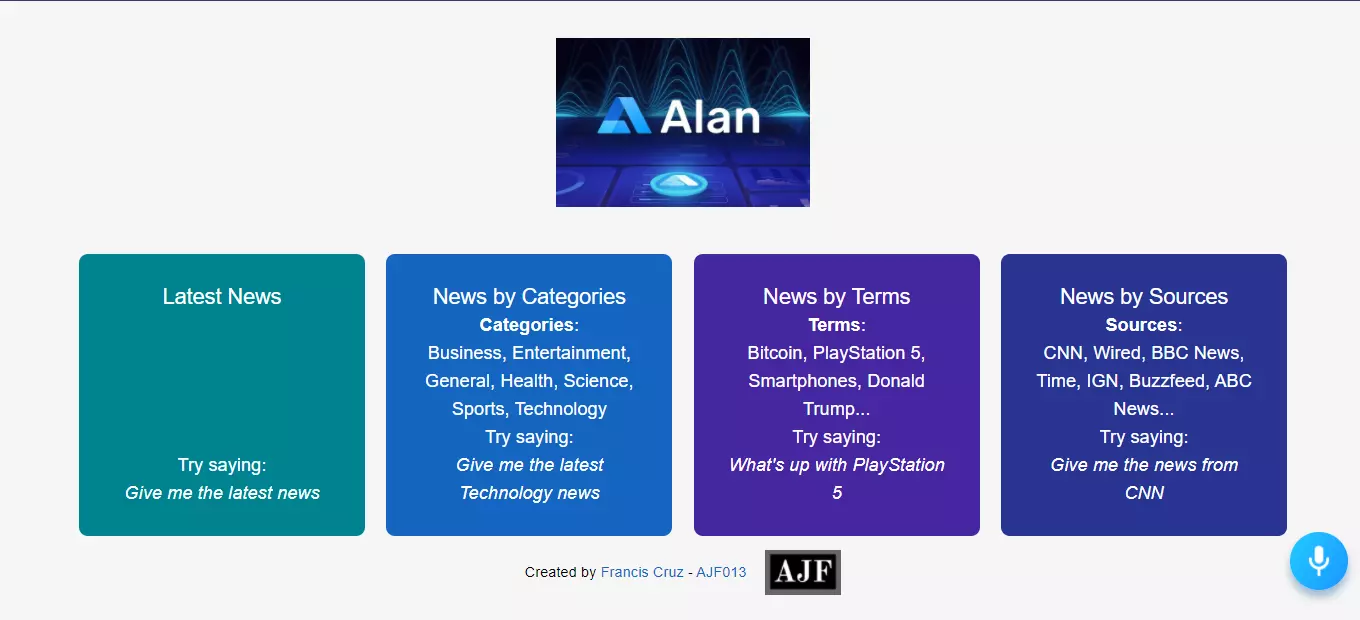 Alan
Latest News
Try saying:
Give me the latest news
News by Categories
Categories:
Business, Entertainment,
General, Health, Science,
Sports, Technology
Try saying:
Give me the latest
Technology news
News by Terms
Terms:
Bitcoin, PlayStation 5,
Smartphones, Donald
Trump...
Try saying:
What's up with PlayStation
5
News by Sources
Sources:
CNN, Wired, BBC News,
Time, IGN, Buzzfeed, ABC
News...
Try saying:
Give me the news from
CNN
Created by Francis Cruz - AJF013
AJF